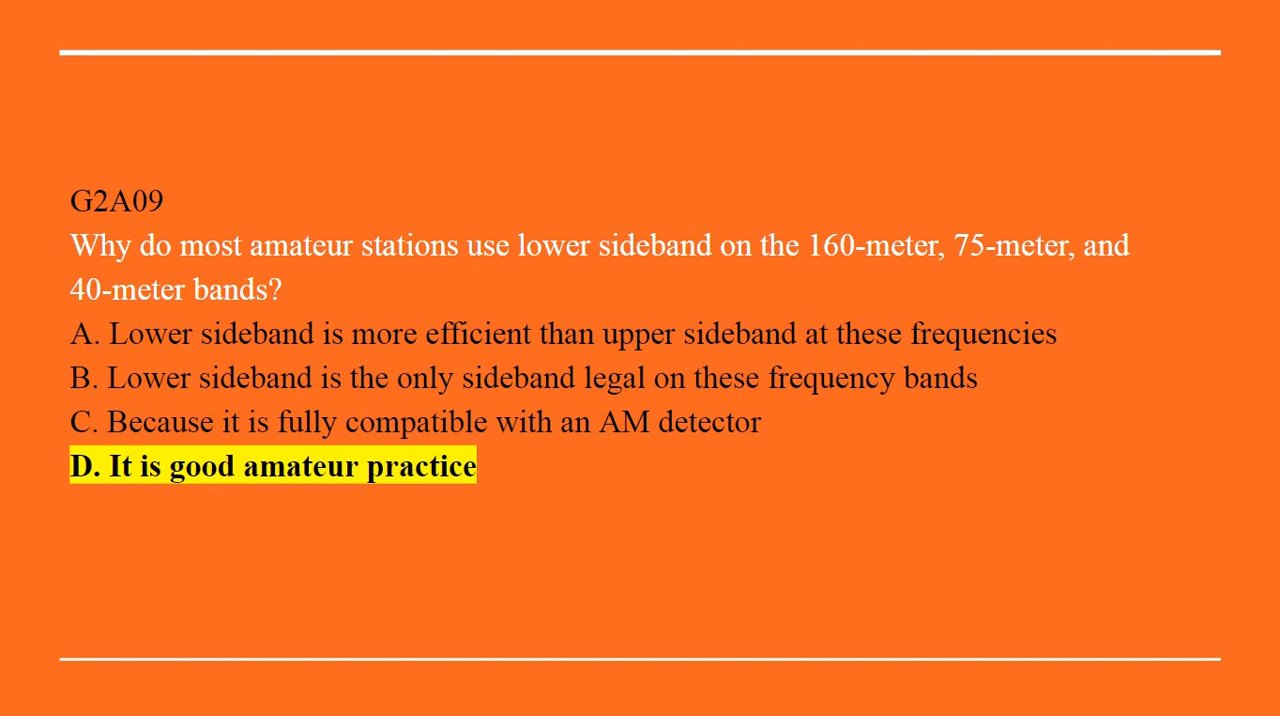 G2A09
Why do most amateur stations use lower sideband on the 160-meter, 75-meter, and
40-meter bands?
A. Lower sideband is more efficient than upper sideband at these frequencies
B. Lower sideband is the only sideband legal on these frequency bands
C. Because it is fully compatible with an AM detector
D. It is good amateur practice